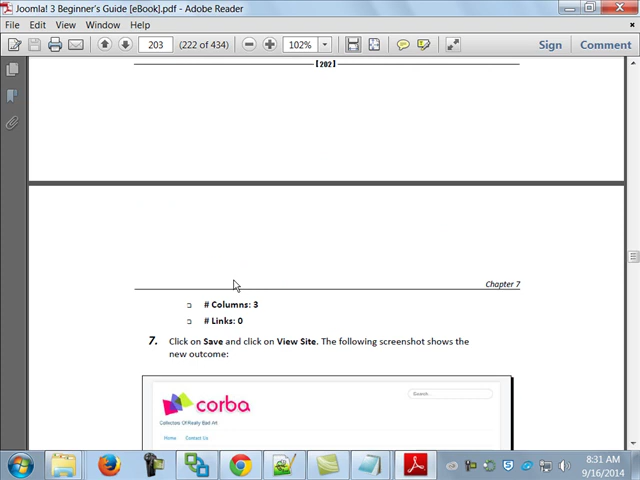 Joomla! 3 Beginner's Guide [eBook].pdf - Adobe Reader
File Edit View Window Help
203 (222 of 434) 102% Sign Comment
[202]
Chapter 7
# Columns: 3
# Links: 0
7. Click on Save and click on View Site. The following screenshot shows the
new outcome:
Search...
corba
Collectors Of Really Bad Art
Home Contact Us
8:31 AM
9/16/2014